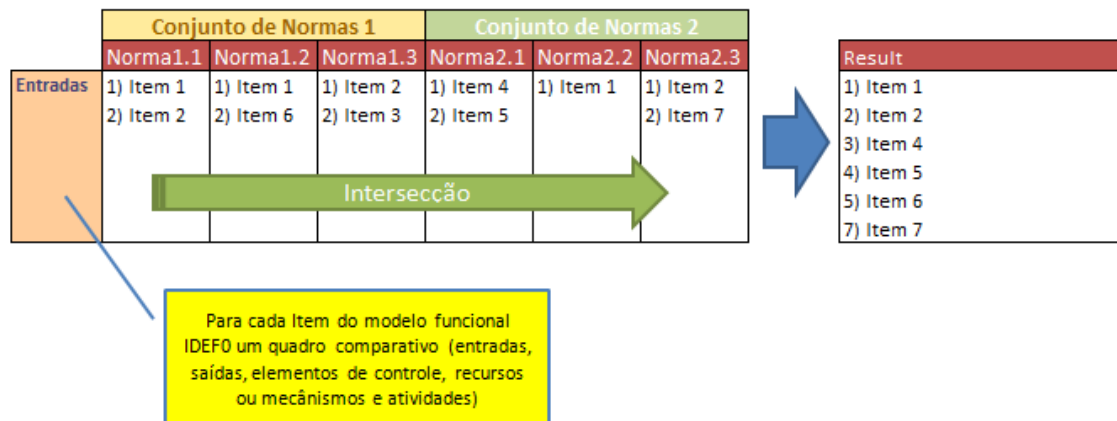 Conjunto de Normas 1 Conjunto de Normas 2
Norma1.1 Norma1.2 Norma1.3 Norma2.1 Norma2.2 Norma2.3 Result
Entradas 1) Item 1 1) Item 1 1) Item 2 1) Item 4 1) Item 1 1) Item 2 1) Item 1
2) Item 2 2) Item 6 2) Item 3 2) Item 5 2) Item 7 2) Item 2
3) Item 4
4) Item 5
Intersecção
5) Item 6
7) Item 7
Para cada Item do modelo funcional
IDEF0 um quadro comparativo (entradas,
saídas, elementos de controle, recursos
ou mecânismos e atividades)